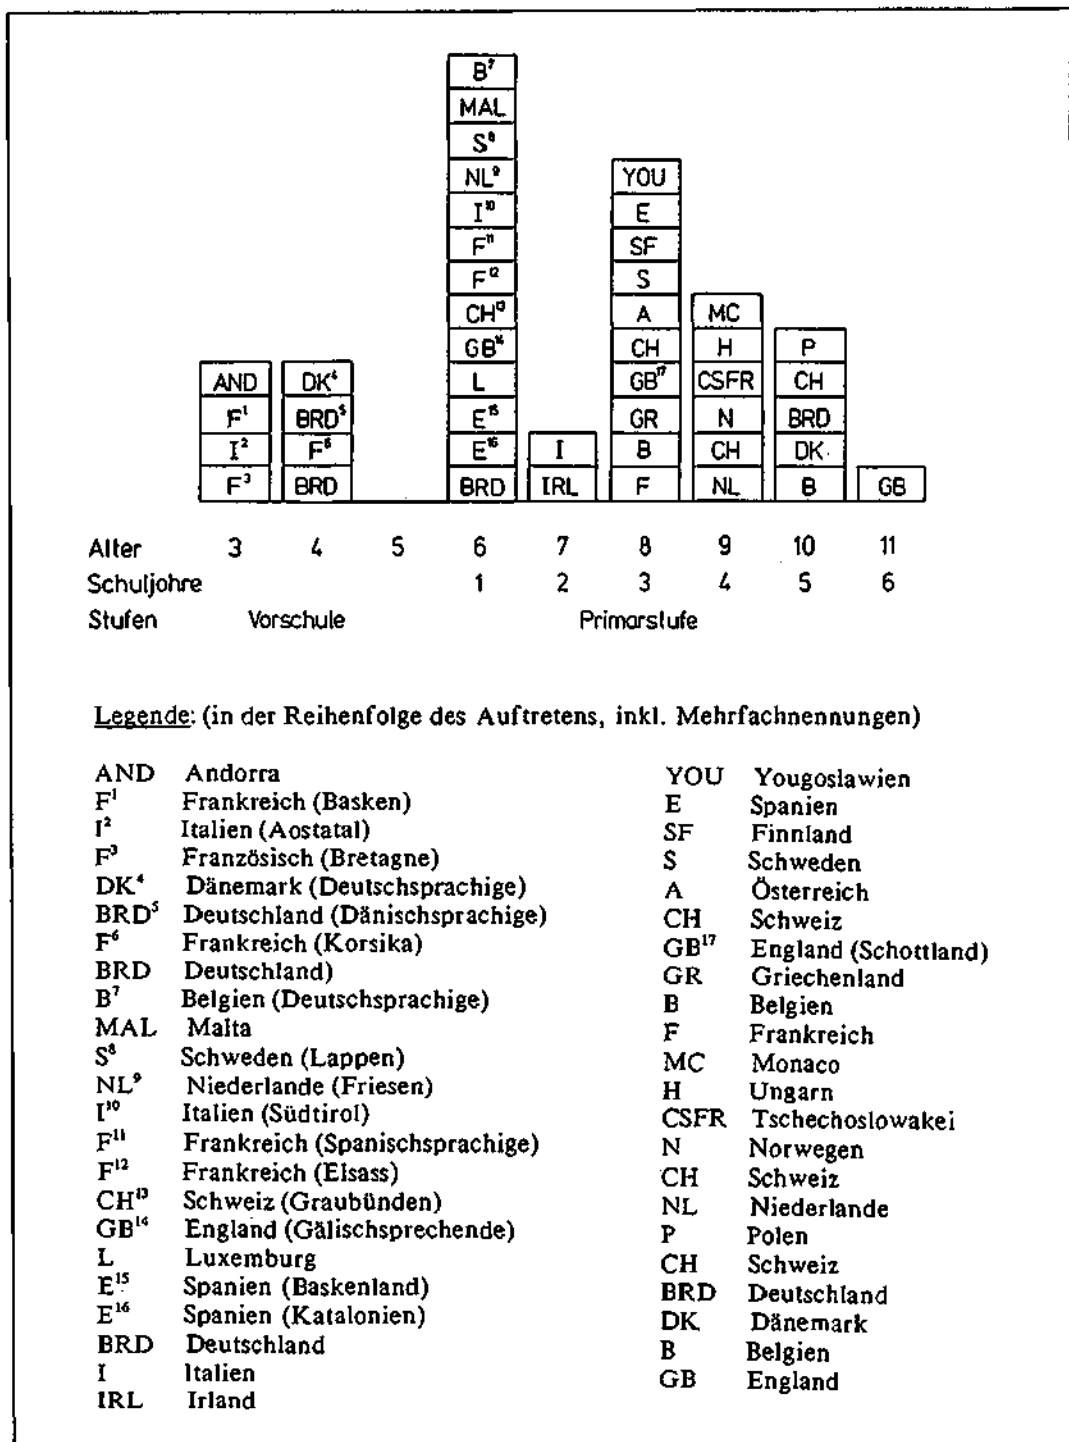 B⁷
MAL
S⁸
NL⁹ YOU
I¹⁰ E
F¹¹ SF
F¹² S
CH¹³ A MC
GB¹⁴ CH H P
AND DK⁴ L GB¹⁷ CSFR CH
F¹ BRD⁵ E¹⁵ GR N BRD
I² F⁶ E¹⁶ I B CH DK
F³ BRD BRD IRL F NL B GB
Alter 3 4 5 6 7 8 9 10 11
Schuljahre 1 2 3 4 5 6
Stufen Vorschule Primarstufe
Legende: (in der Reihenfolge des Auftretens, inkl. Mehrfachnennungen)
AND Andorra
F¹ Frankreich (Basken)
I² Italien (Aostatal)
F³ Französisch (Bretagne)
DK⁴ Dänemark (Deutschsprachige)
BRD⁵ Deutschland (Dänischsprachige)
F⁶ Frankreich (Korsika)
BRD Deutschland)
B⁷ Belgien (Deutschsprachige)
MAL Malta
S⁸ Schweden (Lappen)
NL⁹ Niederlande (Friesen)
I¹⁰ Italien (Südtirol)
F¹¹ Frankreich (Spanischsprachige)
F¹² Frankreich (Elsass)
CH¹³ Schweiz (Graubünden)
GB¹⁴ England (Gälischsprechende)
L Luxemburg
E¹⁵ Spanien (Baskenland)
E¹⁶ Spanien (Katalonien)
BRD Deutschland
I Italien
IRL Irland
YOU Yougoslawien
E Spanien
SF Finnland
S Schweden
A Österreich
CH Schweiz
GB¹⁷ England (Schottland)
GR Griechenland
B Belgien
F Frankreich
MC Monaco
H Ungarn
CSFR Tschechoslowakei
N Norwegen
CH Schweiz
NL Niederlande
P Polen
CH Schweiz
BRD Deutschland
DK Dänemark
B Belgien
GB England